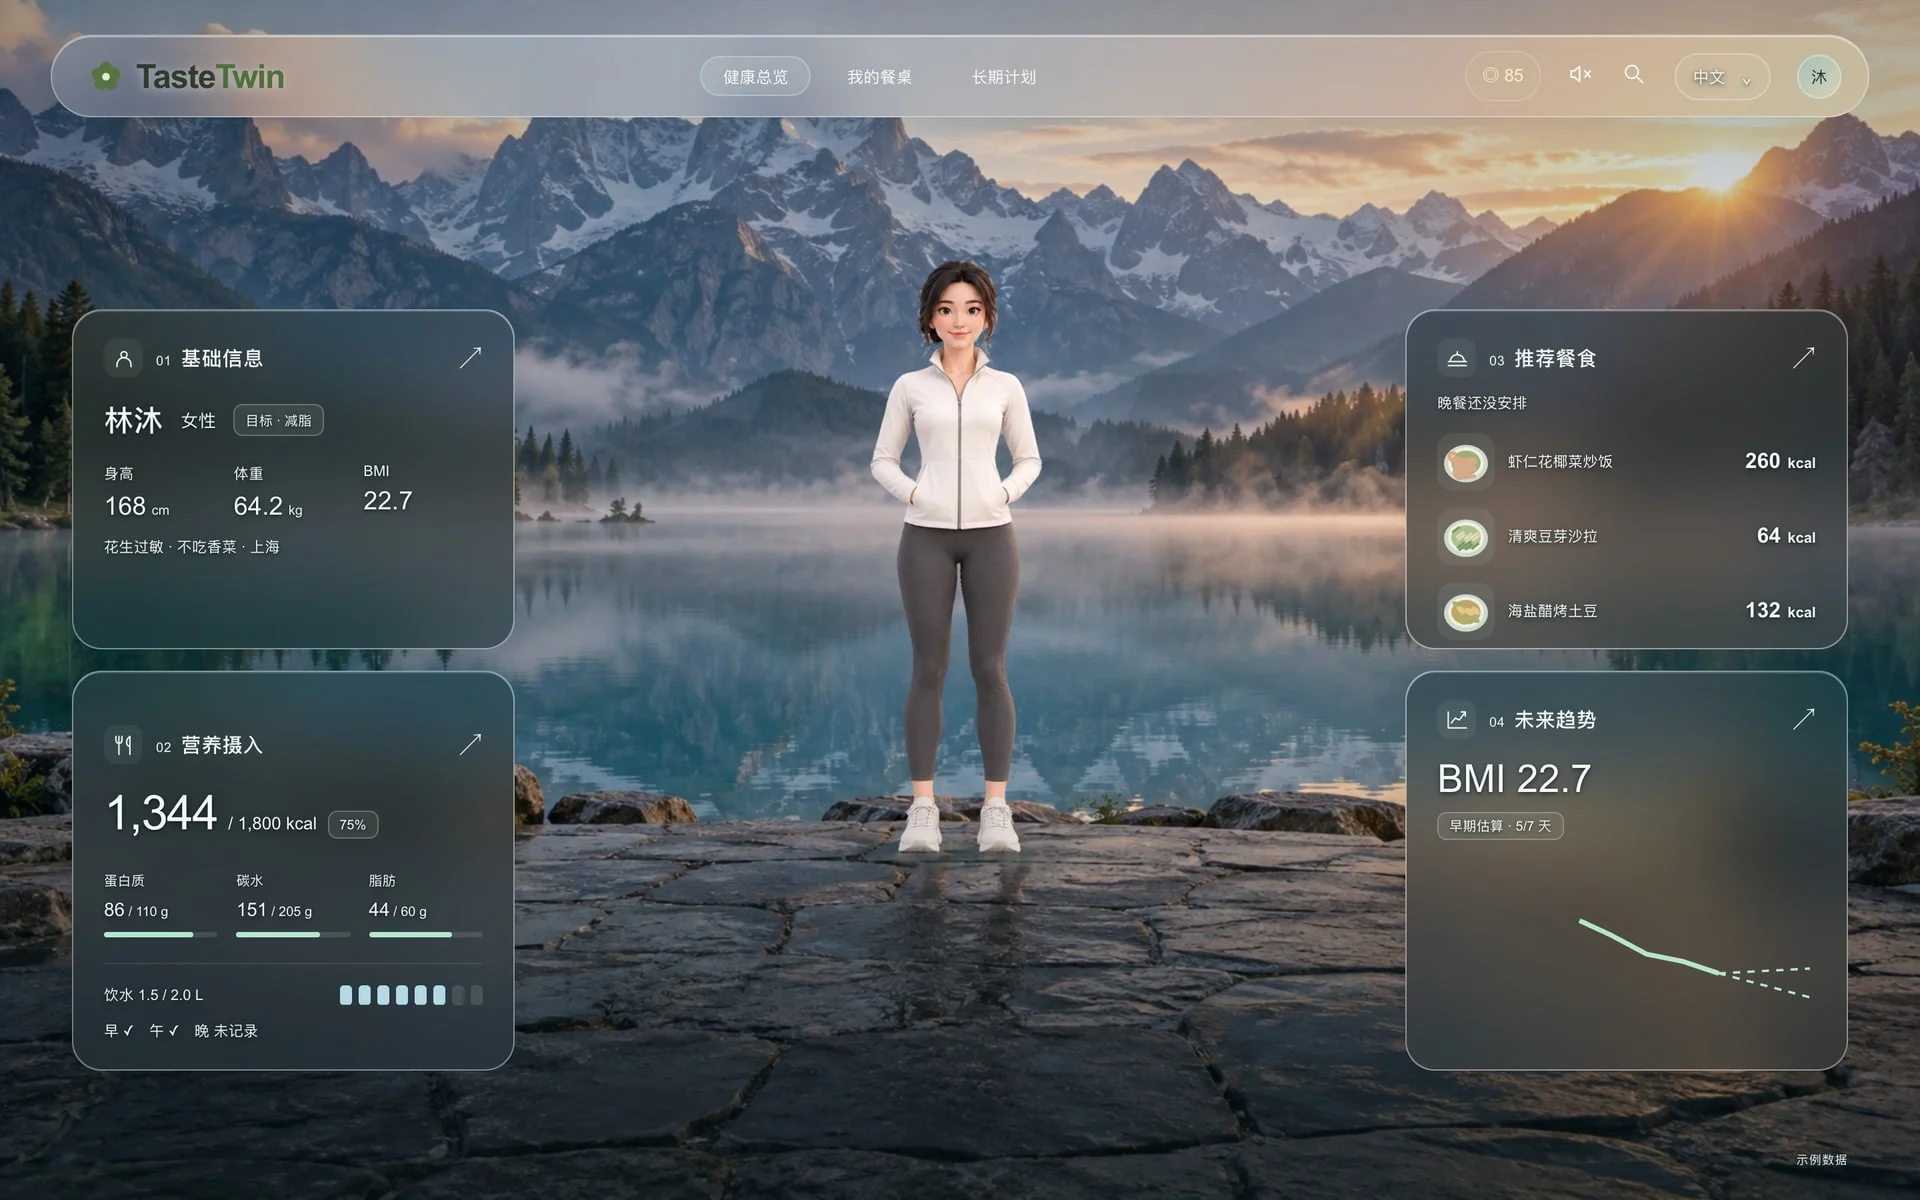 TasteTwin
健康总览 我的餐桌 长期计划
85 中文 沐
01 基础信息
林沐 女性 目标 · 减脂
身高 体重 BMI
168 cm 64.2 kg 22.7
花生过敏 · 不吃香菜 · 上海
02 营养摄入
1,344 / 1,800 kcal 75%
蛋白质 碳水 脂肪
86 / 110 g 151 / 205 g 44 / 60 g
饮水 1.5 / 2.0 L
早 ✓ 午 ✓ 晚 未记录
03 推荐餐食
晚餐还没安排
虾仁花椰菜炒饭 260 kcal
清爽豆芽沙拉 64 kcal
海盐醋烤土豆 132 kcal
04 未来趋势
BMI 22.7
早期估算 · 5/7 天
示例数据